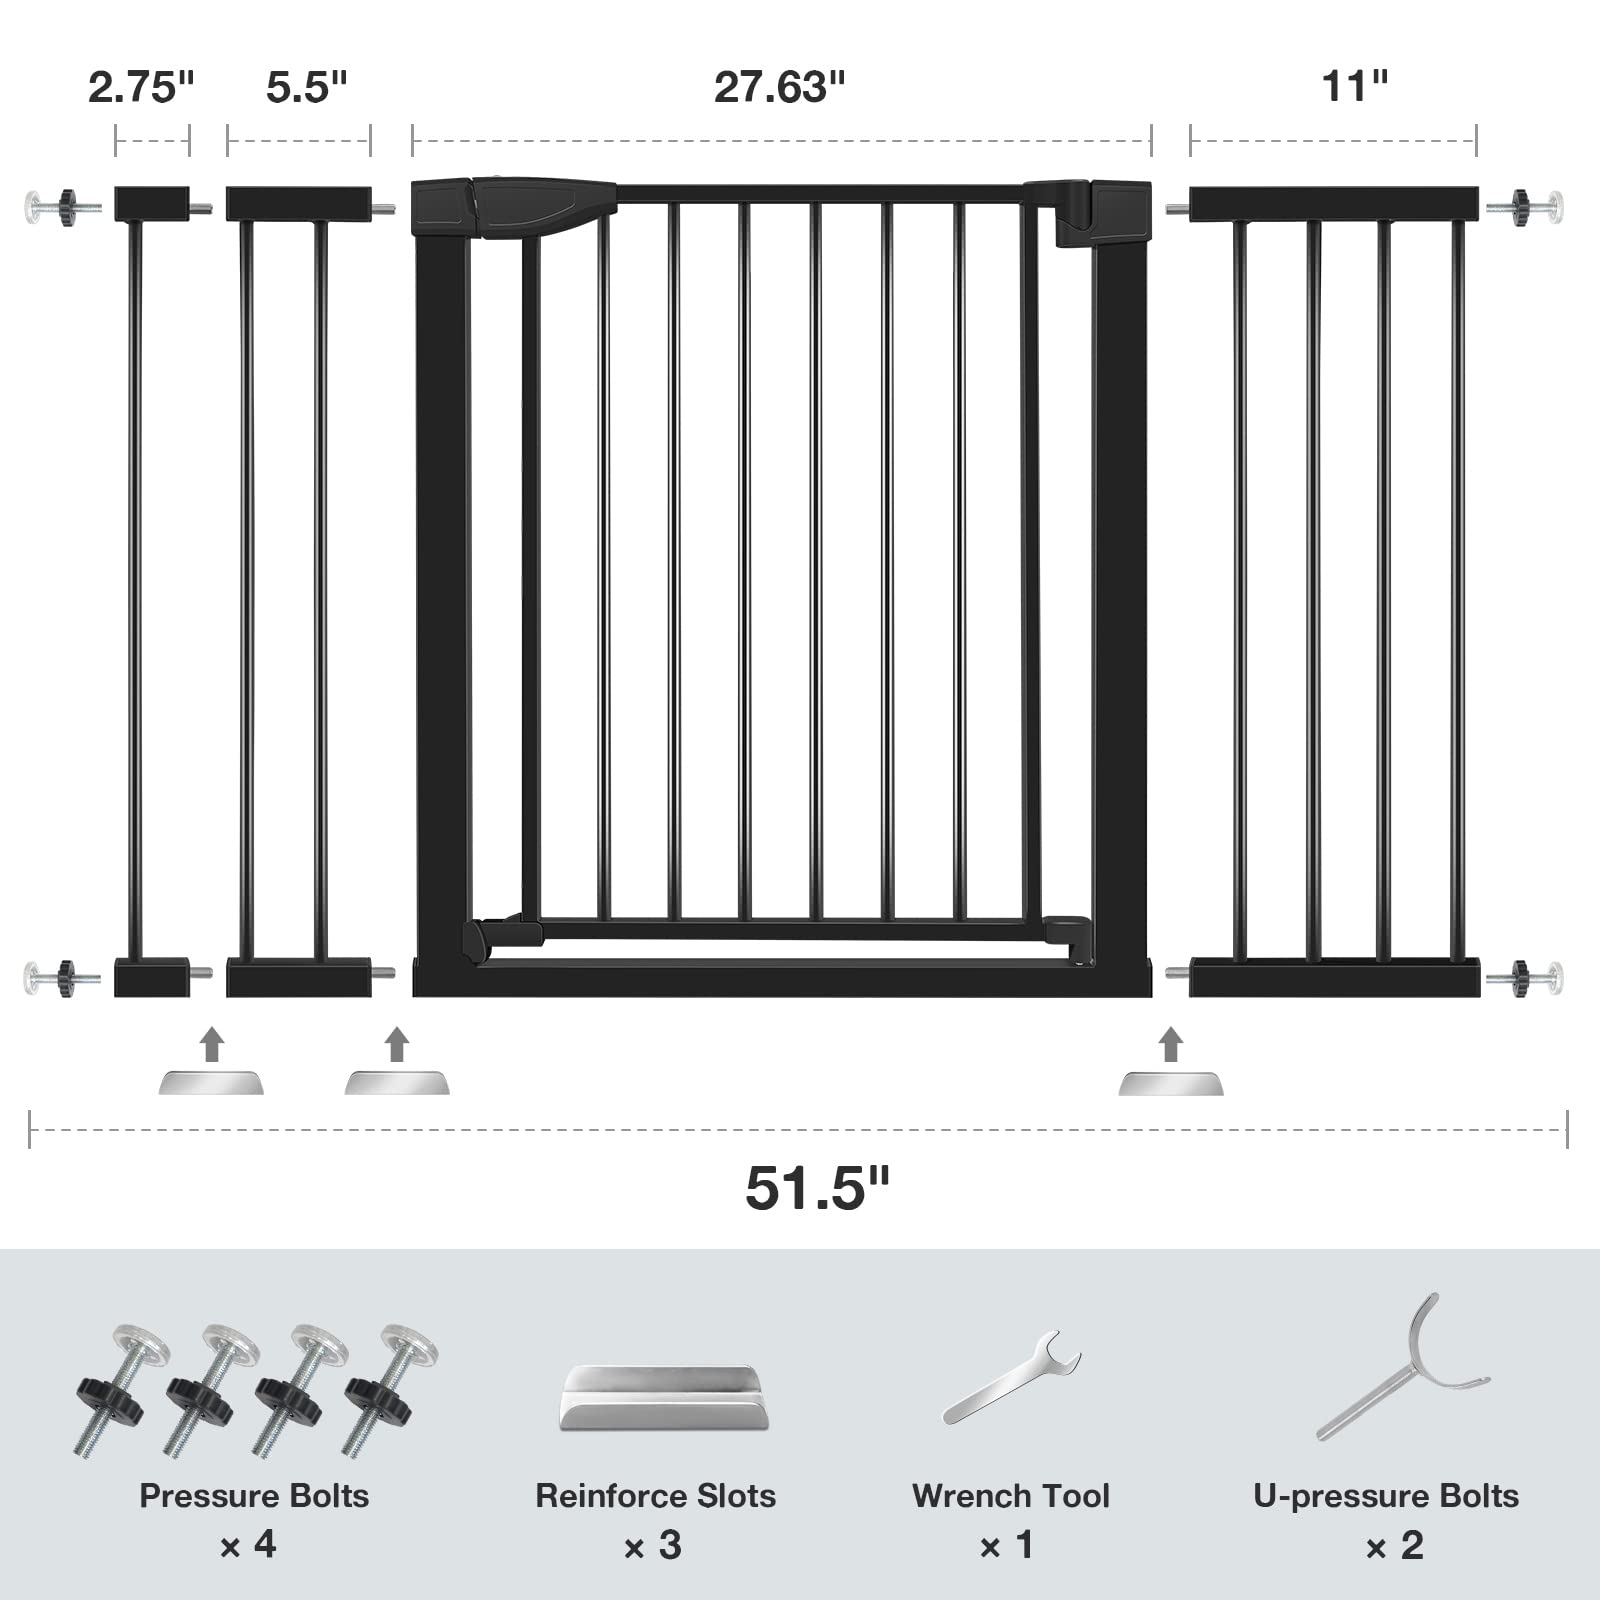 2.75"
5.5"
27.63"
11"
51.5"
Pressure Bolts
× 4
Reinforce Slots
× 3
Wrench Tool
× 1
U-pressure Bolts
× 2